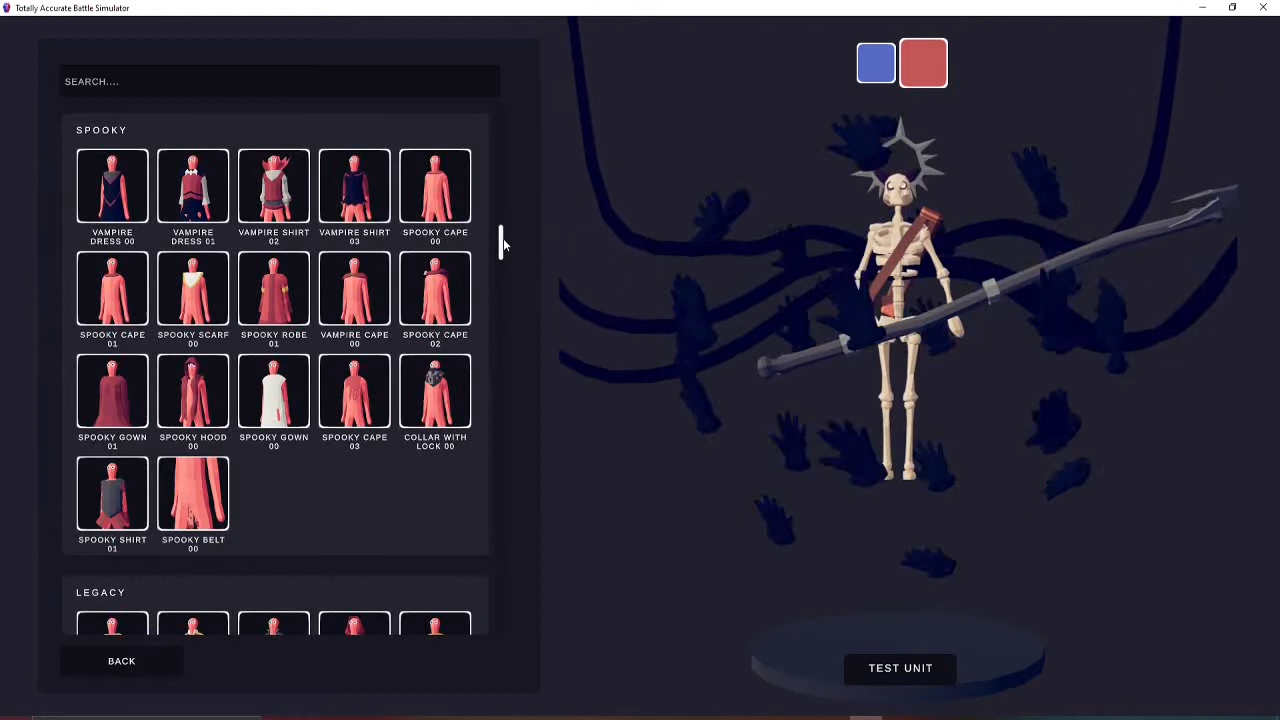 Totally Accurate Battle Simulator
SEARCH....
SPOOKY
VAMPIRE DRESS 00
VAMPIRE DRESS 01
VAMPIRE SHIRT 02
VAMPIRE SHIRT 03
SPOOKY CAPE 00
SPOOKY CAPE 01
SPOOKY SCARF 00
SPOOKY ROBE 01
VAMPIRE CAPE 00
SPOOKY CAPE 02
SPOOKY GOWN 01
SPOOKY HOOD 00
SPOOKY GOWN 00
SPOOKY CAPE 03
COLLAR WITH LOCK 00
SPOOKY SHIRT 01
SPOOKY BELT 00
LEGACY
BACK
TEST UNIT